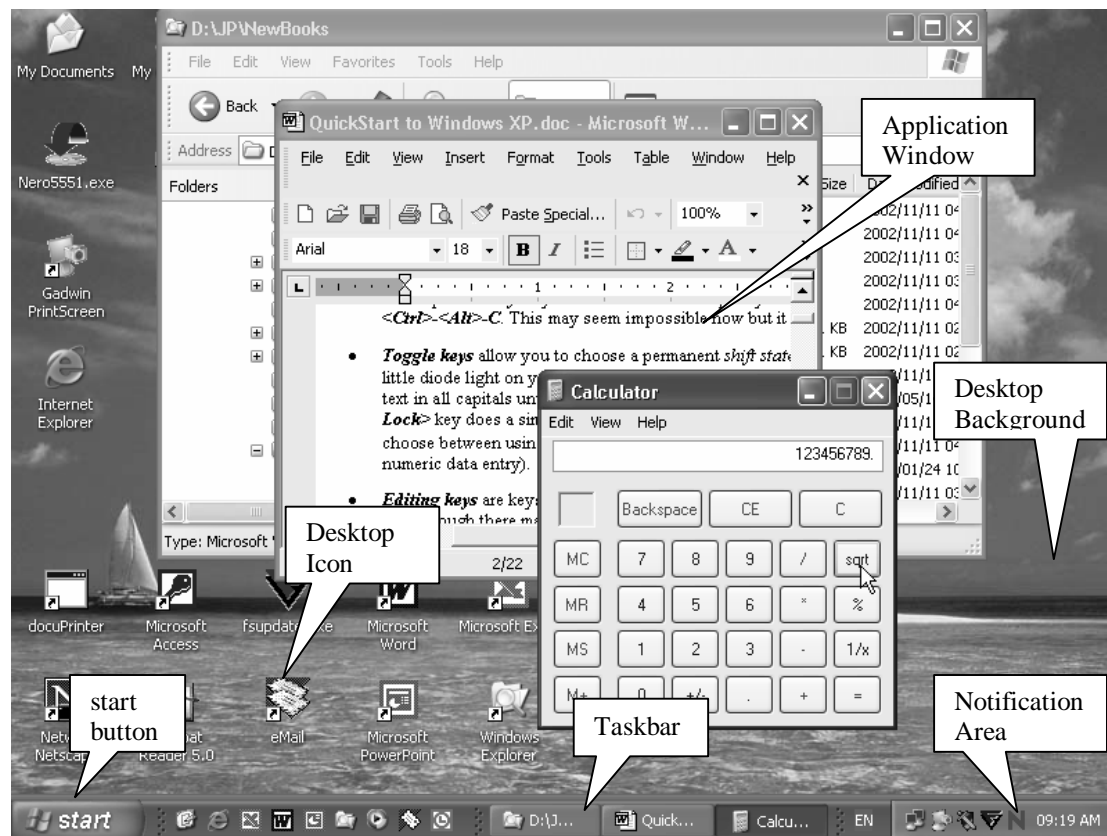 My Documents
My
Nero5551.exe
Gadwin
PrintScreen
Internet
Explorer
D:\JP\NewBooks
File Edit View Favorites Tools Help
Back
Address
Folders
Size
2002/11/11 04
2002/11/11 04
2002/11/11 03
2002/11/11 03
2002/11/11 04
KB 2002/11/11 02
KB 2002/11/11 02
Type: Microsoft
QuickStart to Windows XP.doc - Microsoft W...
File Edit View Insert Format Tools Table Window Help
Paste Special... 100%
Arial 18 B I A
1 2
<Ctrl>-<Alt>-C. This may seem impossible now but it
• Toggle keys allow you to choose a permanent shift state
little diode light on
text in all capitals
Lock> key does a
choose between
numeric data entry).
• Editing keys are keys
there
2/22
Calculator
Edit View Help
123456789.
Backspace CE C
MC 7 8 9 / sqrt
MR 4 5 6 * %
MS 1 2 3 - 1/x
M+ 0 +/- . + =
Application
Window
Desktop
Background
Desktop
Icon
start
button
Taskbar
Notification
Area
docuPrinter
Microsoft
Access
Microsoft
Word
Microsoft
Reader 5.0
eMail
Microsoft
PowerPoint
Windows
Explorer
start
D:\J...
Quick...
Calcu...
EN
09:19 AM